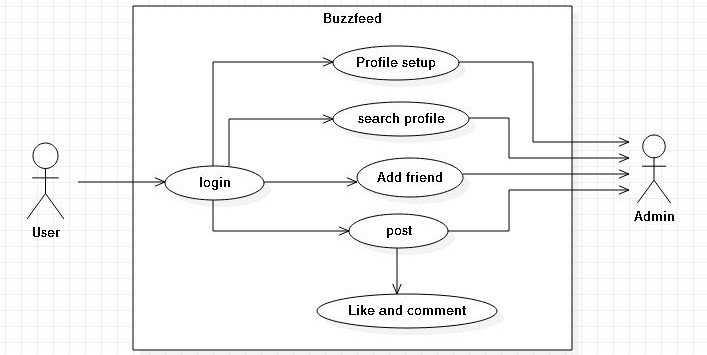 Buzzfeed
Profile setup
search profile
login
Add friend
User
Admin
post
Like and comment